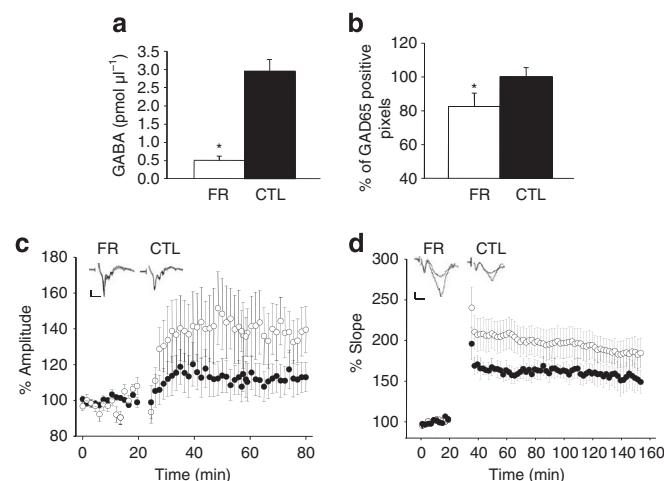 a
GABA (pmol µl⁻¹)
3.5
3.0
2.5
2.0
1.5
1.0
0.5
0.0
*
FR CTL
b
% of GAD65 positive
pixels
120
100
80
60
40
*
FR CTL
c
FR CTL
% Amplitude
180
160
140
120
100
80
0 20 40 60 80
Time (min)
d
FR CTL
% Slope
300
250
200
150
100
0 20 40 60 80 100 120 140 160
Time (min)